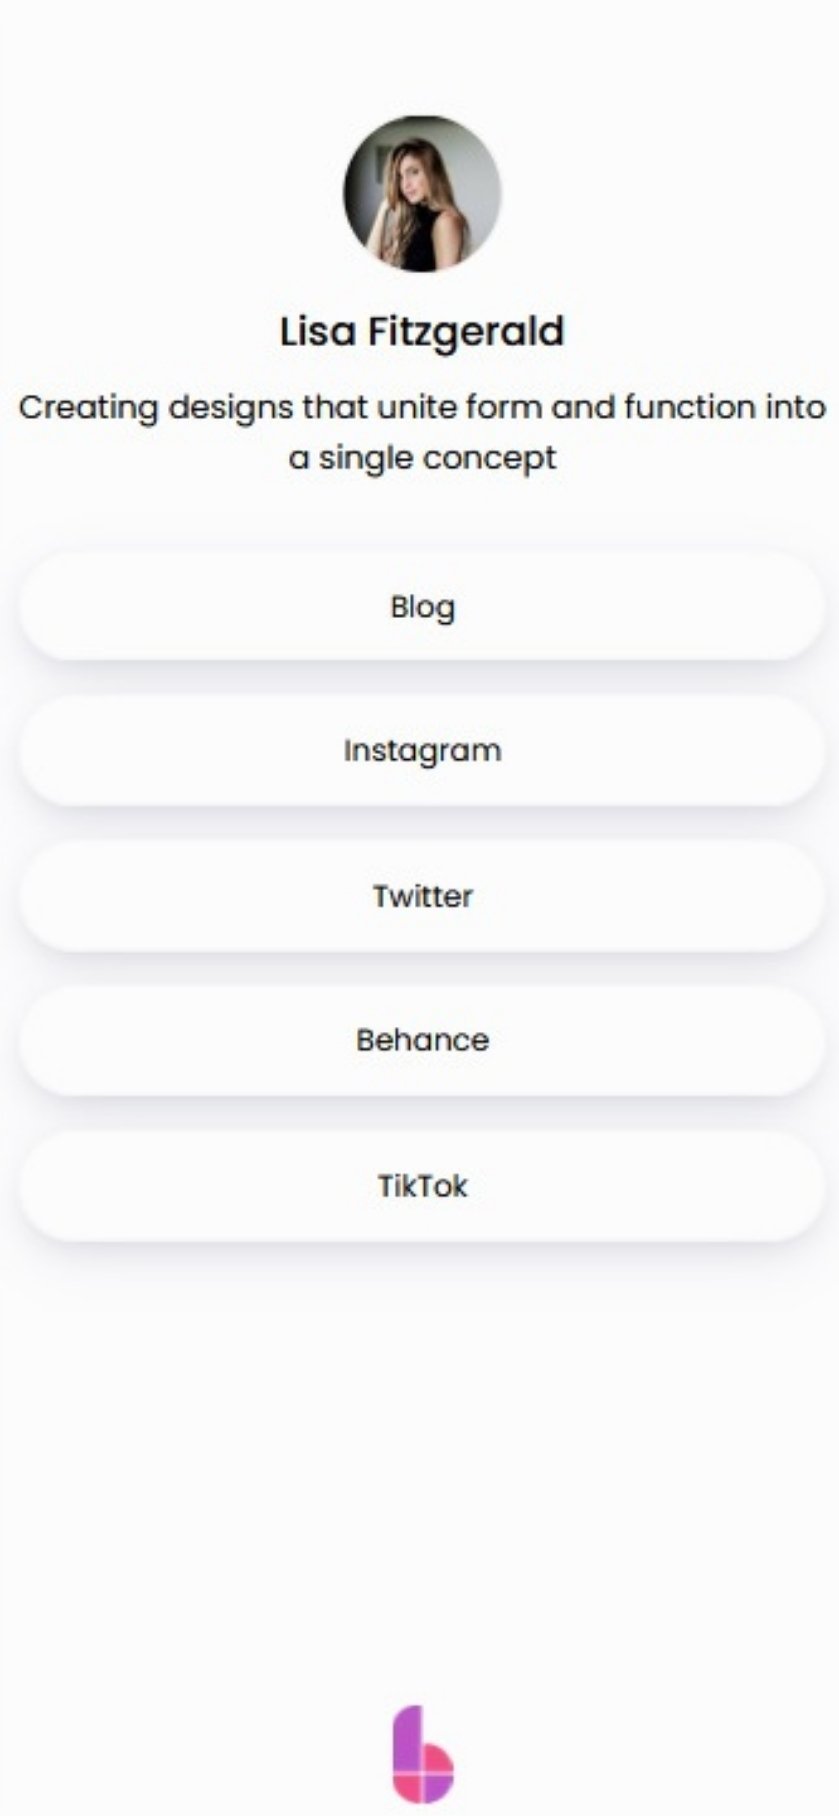 Lisa Fitzgerald
Creating designs that unite form and function into
a single concept
Blog
Instagram
Twitter
Behance
TikTok